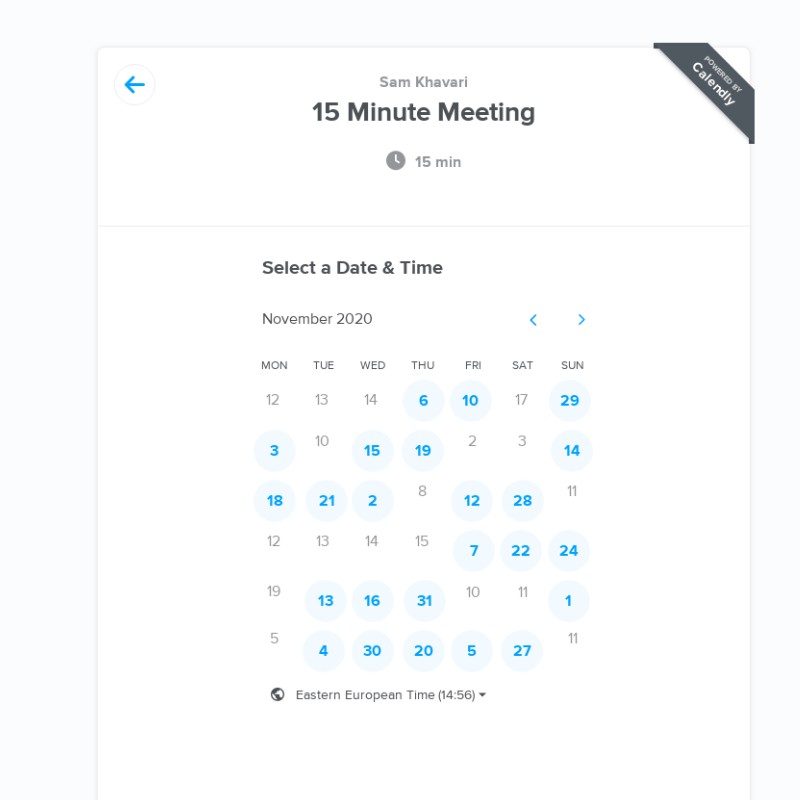 POWERED BY
Calendly
Sam Khavari
15 Minute Meeting
15 min
Select a Date & Time
November 2020
MON TUE WED THU FRI SAT SUN
12 13 14 6 10 17 29
3 10 15 19 2 3 14
18 21 2 8 12 28 11
12 13 14 15 7 22 24
19 13 16 31 10 11 1
5 4 30 20 5 27 11
Eastern European Time (14:56)